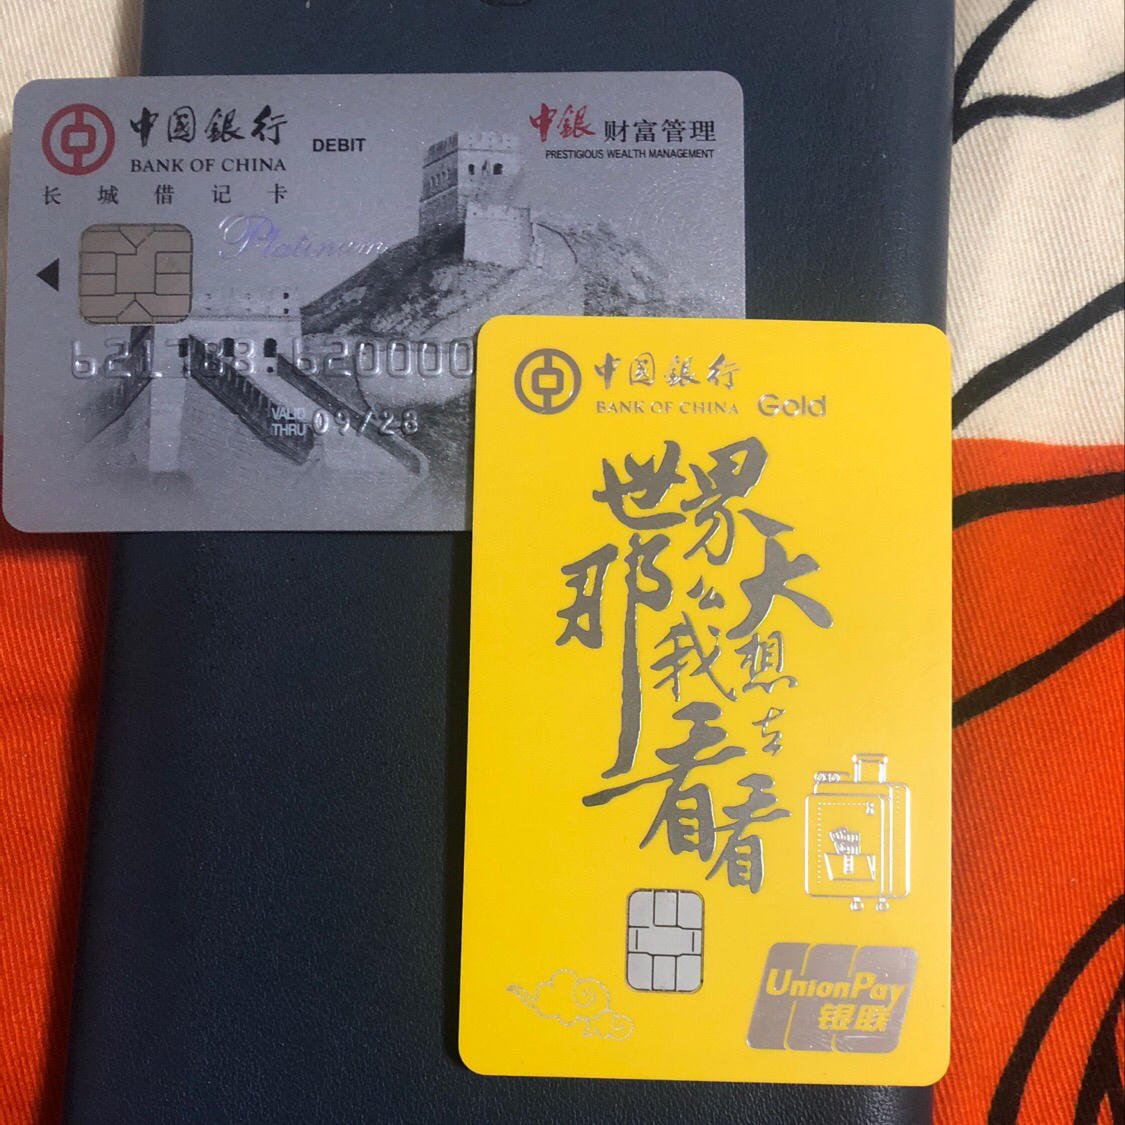 中国银行
BANK OF CHINA
DEBIT
长城借记卡
中银 财富管理
PRESTIGIOUS WEALTH MANAGEMENT
Platinum
VALID
THRU 09/28
中国银行
BANK OF CHINA Gold
世界
那么大
我想
去
看看
UnionPay
银联